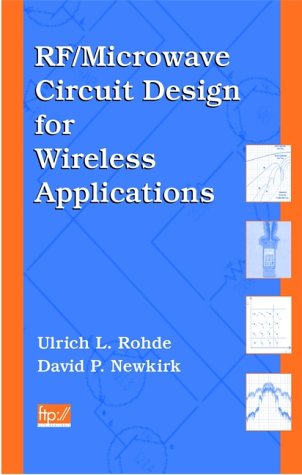 RF/Microwave
Circuit Design
for
Wireless
Applications
Ulrich L. Rohde
David P. Newkirk
ftp://